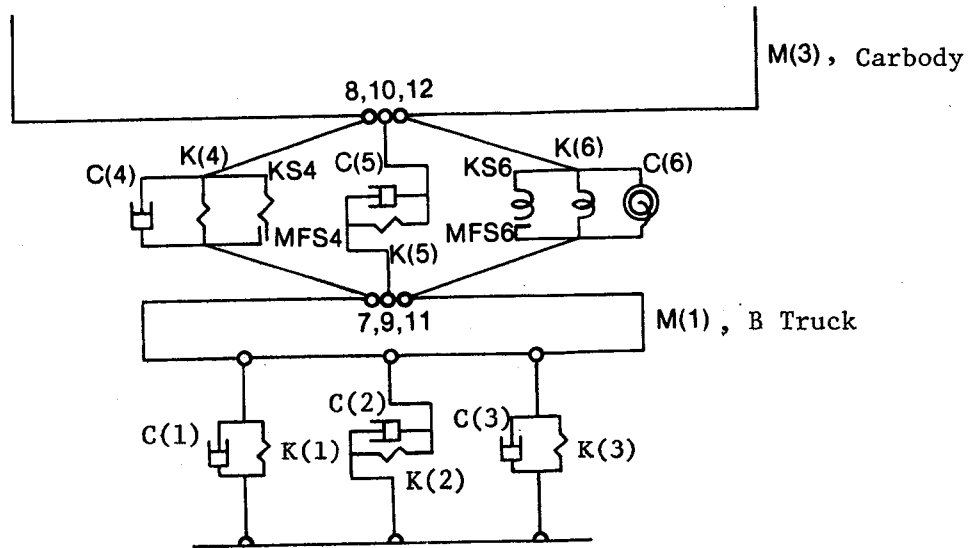 M(3), Carbody
8,10,12
C(4)
K(4)
KS4
MFS4
C(5)
K(5)
KS6
K(6)
C(6)
MFS6
7,9,11
M(1), B Truck
C(1)
K(1)
C(2)
K(2)
C(3)
K(3)